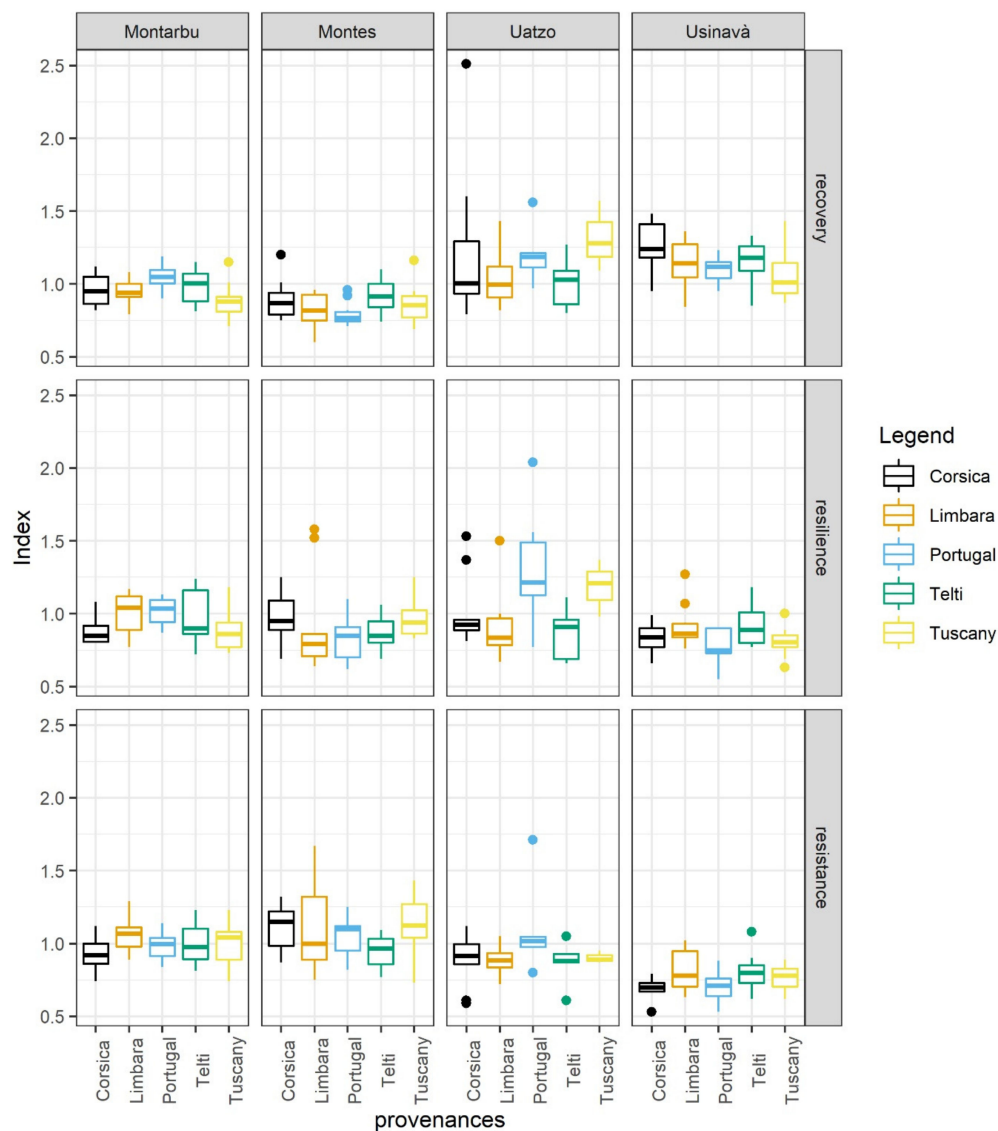 Montarbu Montes Uatzo Usinavà
2.5
2.0
1.5
1.0
0.5
recovery
2.5
2.0
1.5
1.0
0.5
resilience
2.5
2.0
1.5
1.0
0.5
resistance
Index
Corsica Limbara Portugal Telti Tuscany Corsica Limbara Portugal Telti Tuscany Corsica Limbara Portugal Telti Tuscany Corsica Limbara Portugal Telti Tuscany
provenances
Legend
Corsica
Limbara
Portugal
Telti
Tuscany